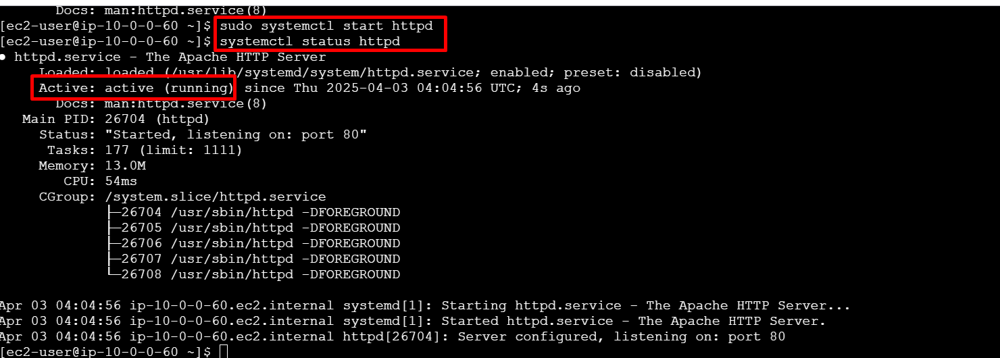 Docs: man:httpd.service(8)
[ec2-user@ip-10-0-0-60 ~]$ sudo systemctl start httpd
[ec2-user@ip-10-0-0-60 ~]$ systemctl status httpd
● httpd.service - The Apache HTTP Server
Loaded: loaded (/usr/lib/systemd/system/httpd.service; enabled; preset: disabled)
Active: active (running) since Thu 2025-04-03 04:04:56 UTC; 4s ago
Docs: man:httpd.service(8)
Main PID: 26704 (httpd)
Status: "Started, listening on: port 80"
Tasks: 177 (limit: 1111)
Memory: 13.0M
CPU: 54ms
CGroup: /system.slice/httpd.service
├─26704 /usr/sbin/httpd -DFOREGROUND
├─26705 /usr/sbin/httpd -DFOREGROUND
├─26706 /usr/sbin/httpd -DFOREGROUND
├─26707 /usr/sbin/httpd -DFOREGROUND
└─26708 /usr/sbin/httpd -DFOREGROUND
Apr 03 04:04:56 ip-10-0-0-60.ec2.internal systemd[1]: Starting httpd.service - The Apache HTTP Server...
Apr 03 04:04:56 ip-10-0-0-60.ec2.internal systemd[1]: Started httpd.service - The Apache HTTP Server.
Apr 03 04:04:56 ip-10-0-0-60.ec2.internal httpd[26704]: Server configured, listening on: port 80
[ec2-user@ip-10-0-0-60 ~]$